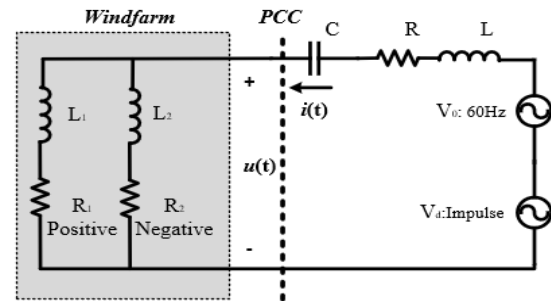 Windfarm
PCC
C
R
L
L₁
L₂
+
i(t)
V₀: 60Hz
u(t)
R₁
Positive
R₂
Negative
V𝒹:Impulse
-